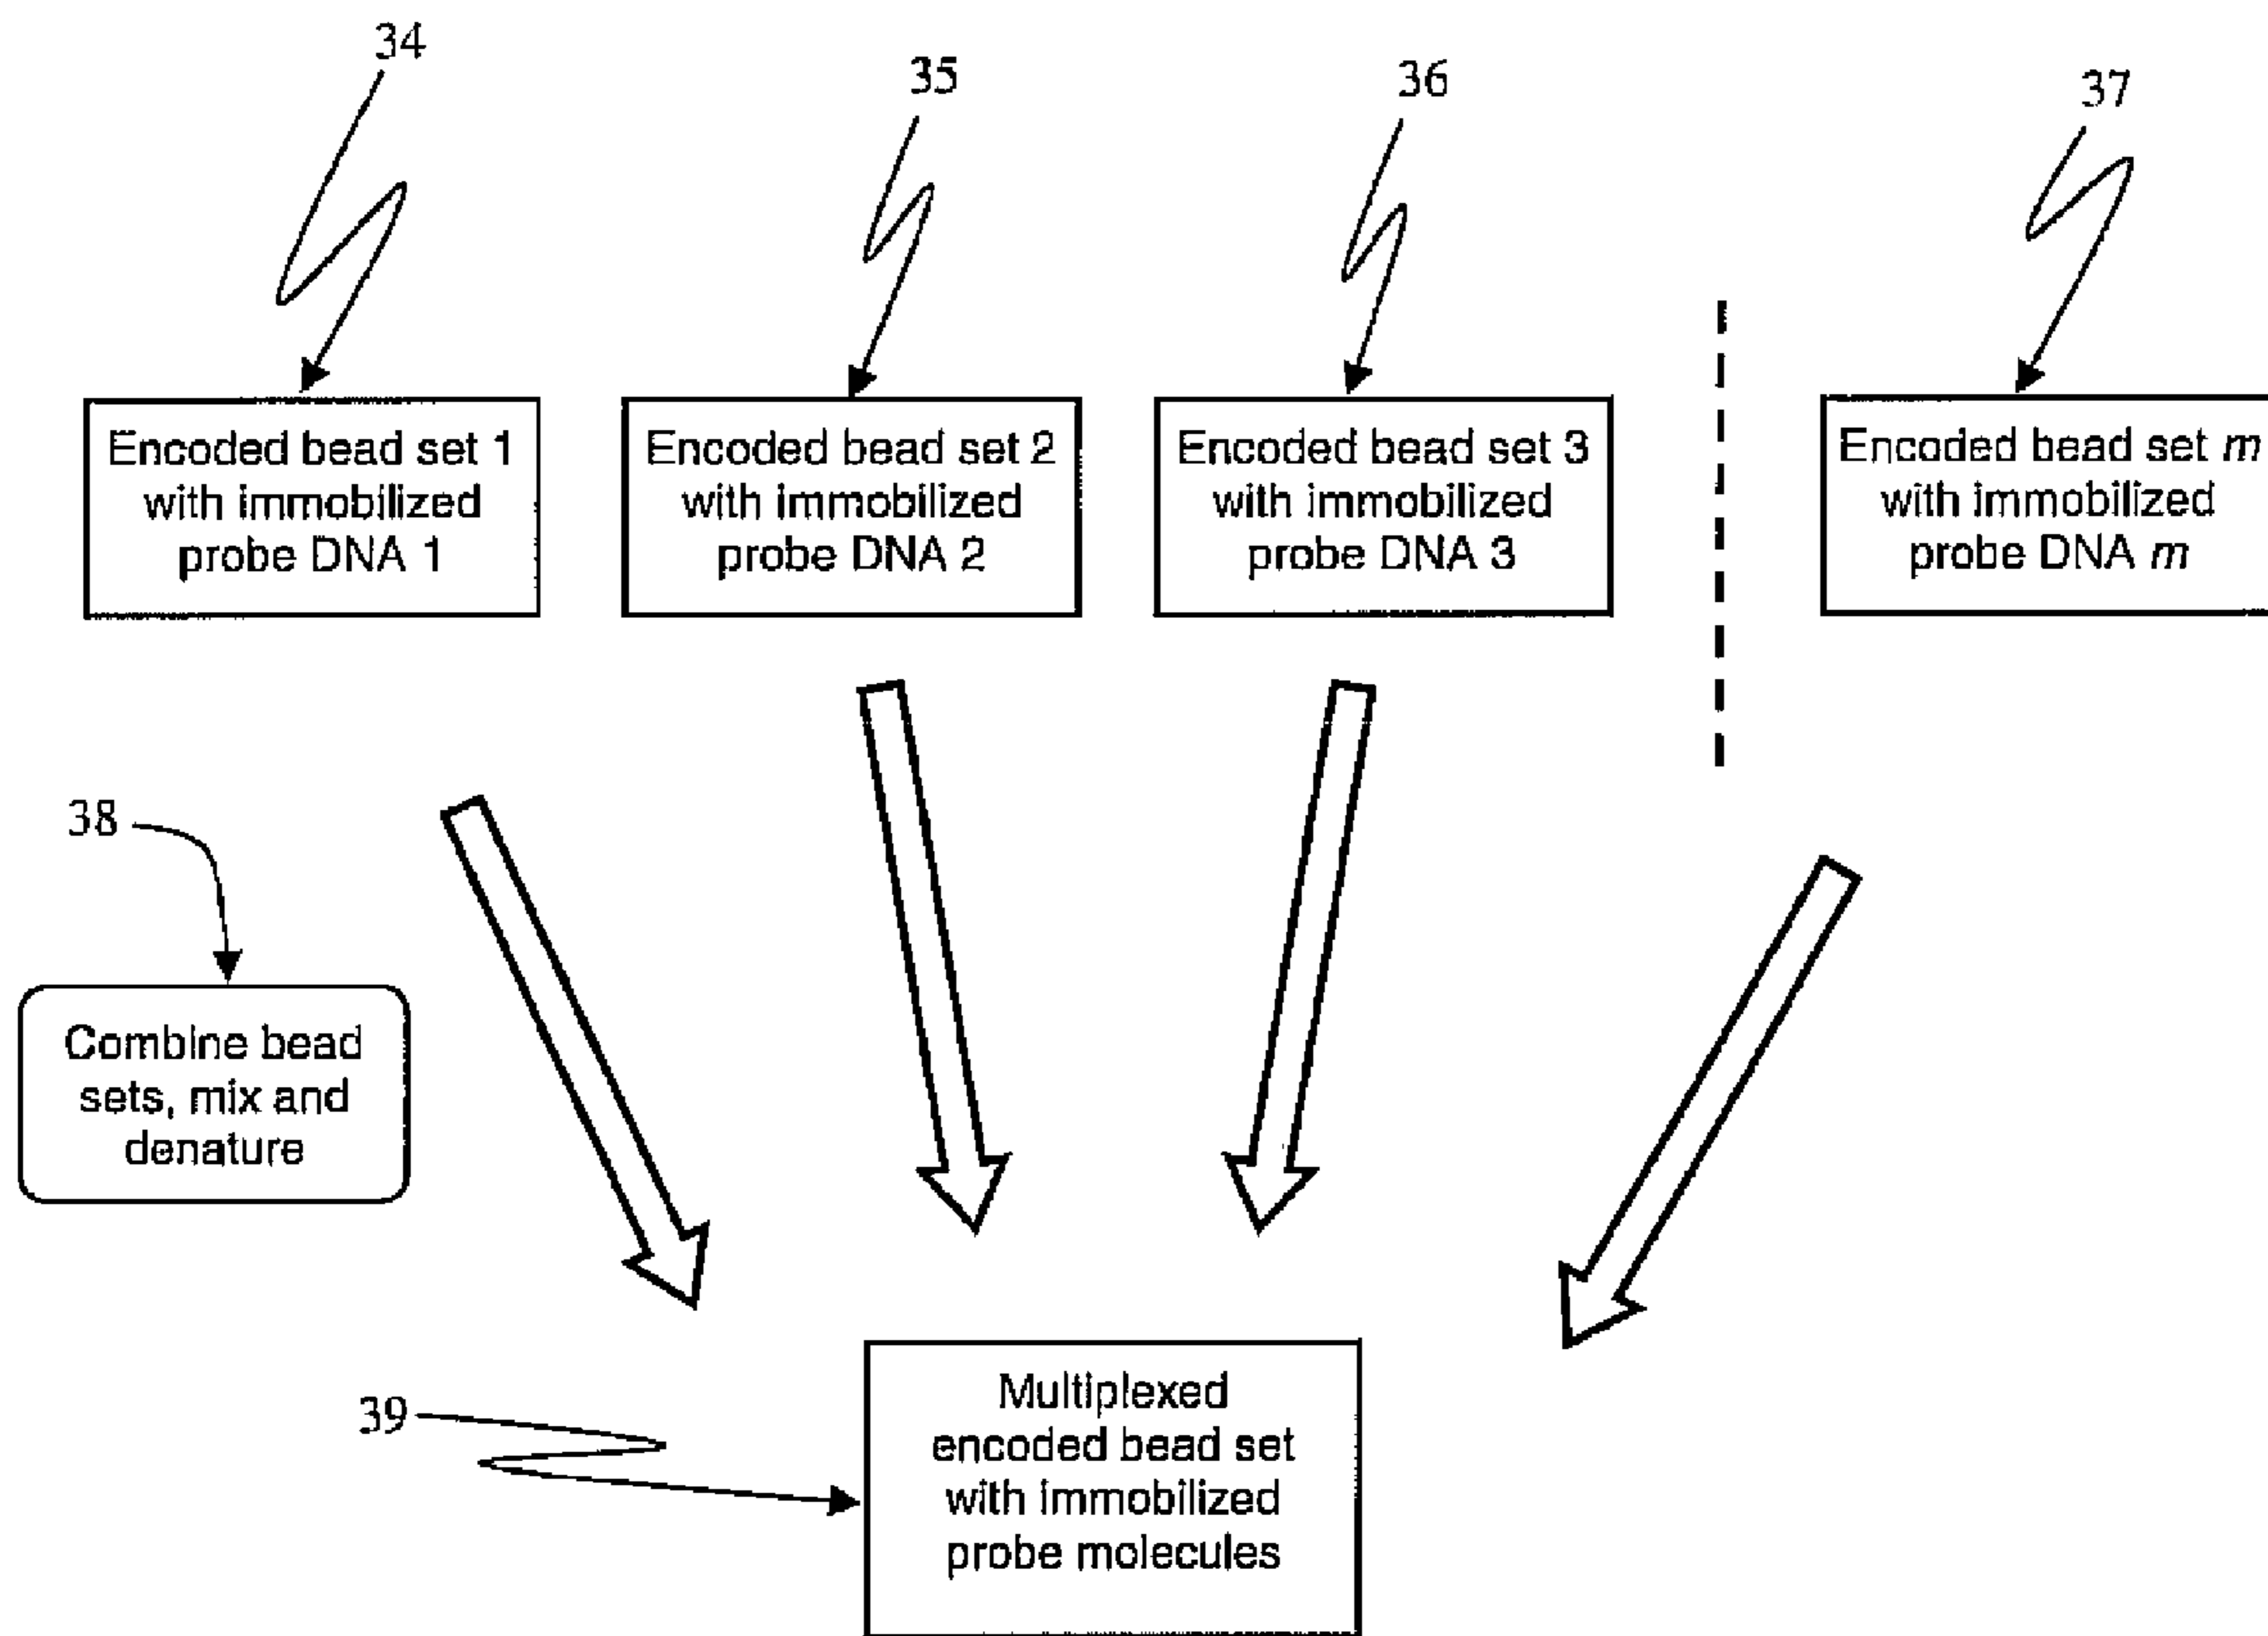 34
35
36
37
Encoded bead set 1
with immobilized
probe DNA 1
Encoded bead set 2
with immobilized
probe DNA 2
Encoded bead set 3
with immobilized
probe DNA 3
Encoded bead set m
with immobilized
probe DNA m
38
Combine bead
sets, mix and
denature
39
Multiplexed
encoded bead set
with immobilized
probe molecules